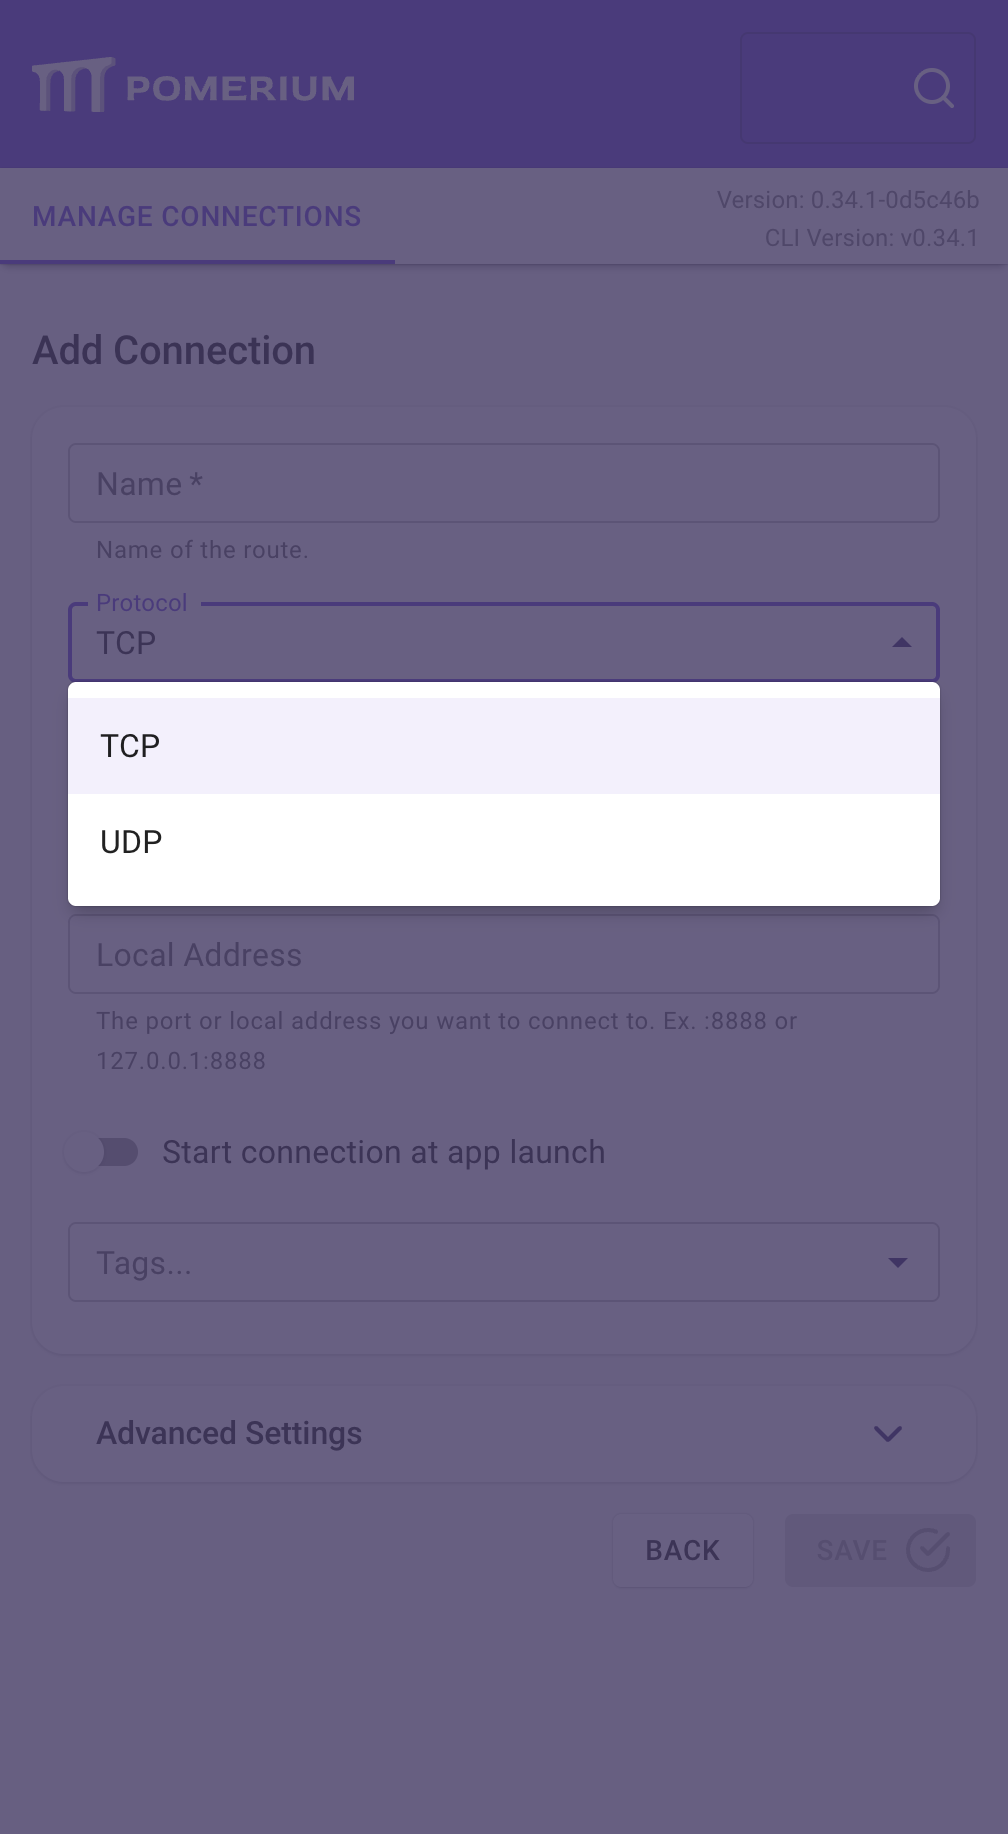 POMERIUM
MANAGE CONNECTIONS
Version: 0.34.1-0d5c46b
CLI Version: v0.34.1
Add Connection
Name *
Name of the route.
Protocol
TCP
TCP
UDP
Local Address
The port or local address you want to connect to. Ex. :8888 or
127.0.0.1:8888
Start connection at app launch
Tags...
Advanced Settings
BACK
SAVE